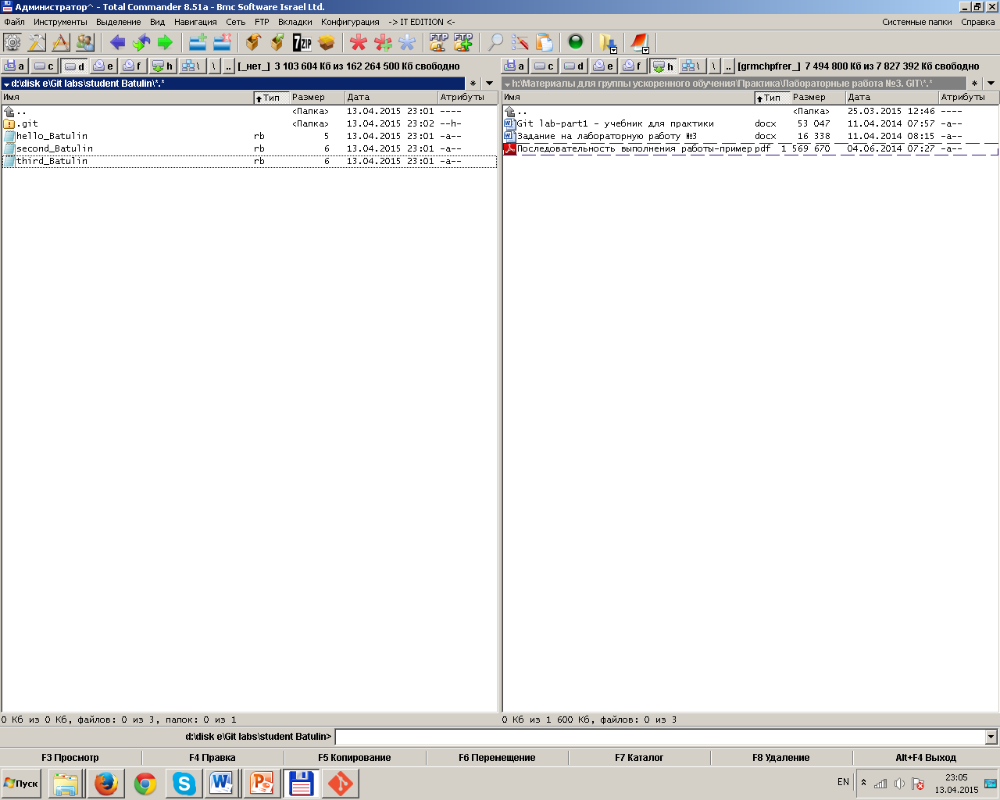 Администратор^ - Total Commander 8.51a - Bmc Software Israel Ltd.
Файл Инструменты Выделение Вид Навигация Сеть FTP Вкладки Конфигурация -> IT EDITION <- Системные папки Справка
7ZIP FTP FTP
a c d e f h \ \ .. [_нет_] 3 103 604 Кб из 162 264 500 Кб свободно
a c d e f h \ \ .. [grmchpfrer_] 7 494 800 Кб из 7 827 392 Кб свободно
d:\disk e\Git labs\student Batulin\*.* * 
h:\Материалы для группы ускоренного обучения\Практика\Лабораторные работа №3. GIT\*.* *
Имя Тип Размер Дата Атрибуты
.. <Папка> 13.04.2015 23:01 ----
.git <Папка> 13.04.2015 23:02 --h-
hello_Batulin rb 5 13.04.2015 23:01 -a--
second_Batulin rb 6 13.04.2015 23:01 -a--
third_Batulin rb 6 13.04.2015 23:01 -a--
Имя Тип Размер Дата Атрибуты
.. <Папка> 25.03.2015 12:46 ----
Git lab-part1 - учебник для практики docx 53 047 11.04.2014 07:57 -a--
Задание на лабораторную работу №3 docx 16 338 11.04.2014 08:15 -a--
Последовательность выполнения работы-пример pdf 1 569 670 04.06.2014 07:27 -a--
0 Кб из 0 Кб, файлов: 0 из 3, папок: 0 из 1
0 Кб из 1 600 Кб, файлов: 0 из 3
d:\disk e\Git labs\student Batulin>
F3 Просмотр F4 Правка F5 Копирование F6 Перемещение F7 Каталог F8 Удаление Alt+F4 Выход
Пуск EN 23:05
13.04.2015